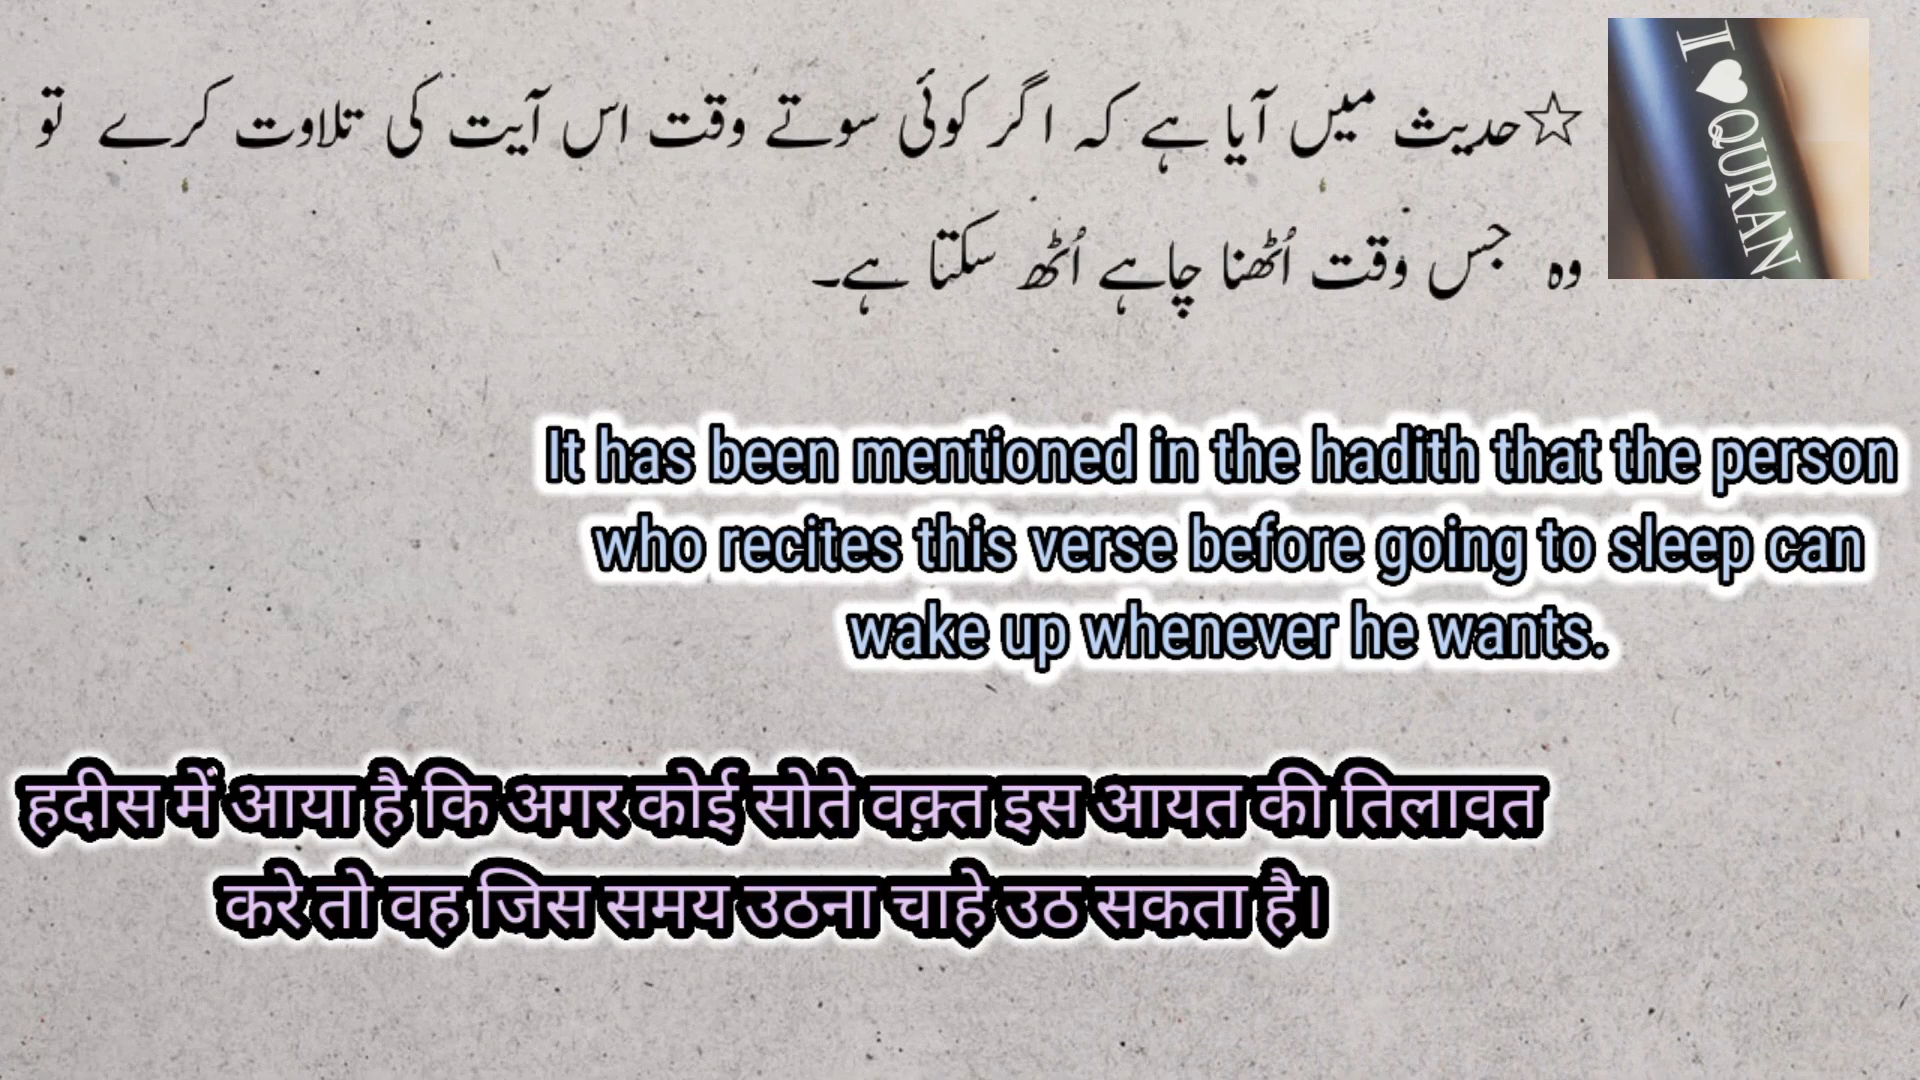 ☆حدیث میں آیا ہے کہ اگر کوئی سوتے وقت اس آیت کی تلاوت کرے تو
وہ جس وقت اُٹھنا چاہے اُٹھ سکتا ہے۔
I ♥ QURAN
It has been mentioned in the hadith that the person
who recites this verse before going to sleep can
wake up whenever he wants.
हदीस में आया है कि अगर कोई सोते वक़्त इस आयत की तिलावत
करे तो वह जिस समय उठना चाहे उठ सकता है।